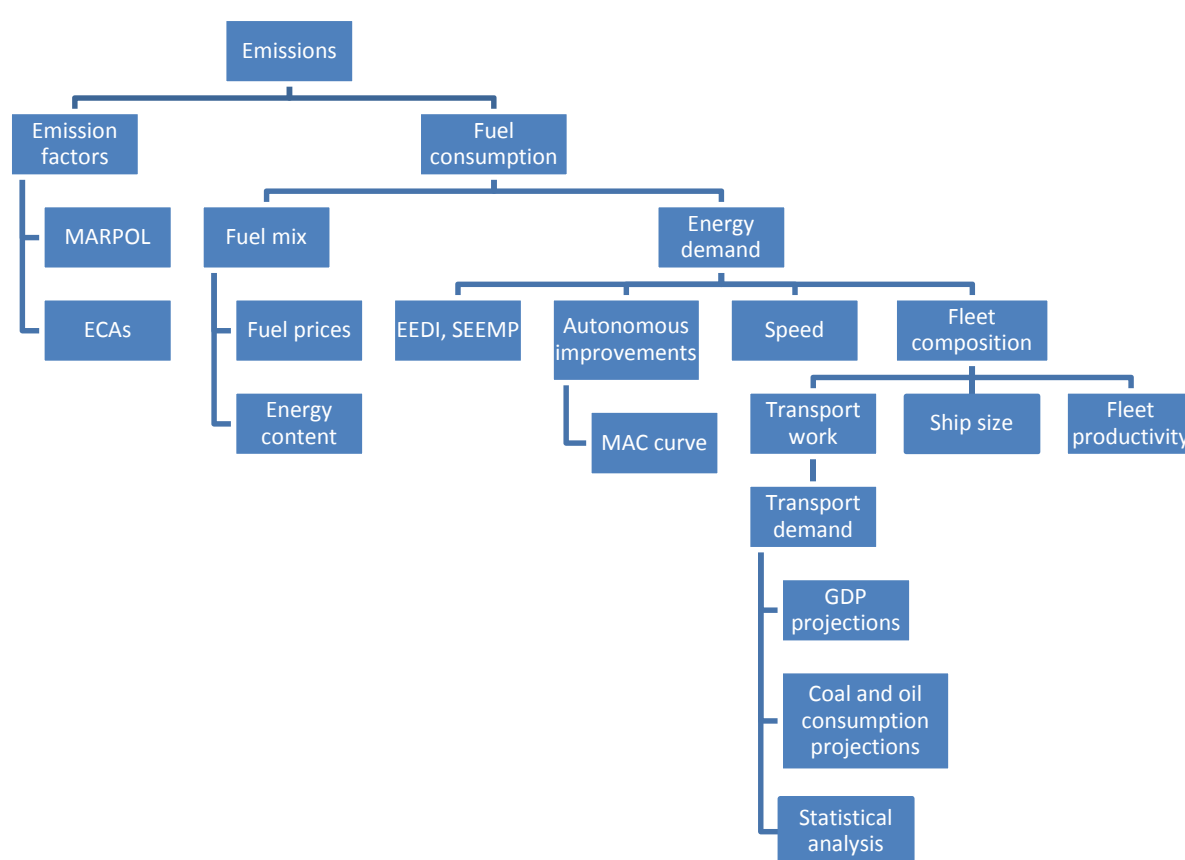 Emissions
Emission
factors
Fuel
consumption
MARPOL
Fuel mix
Energy
demand
ECAs
Fuel prices
EEDI, SEEMP
Autonomous
improvements
Speed
Fleet
composition
Energy
content
MAC curve
Transport
work
Ship size
Fleet
productivity
Transport
demand
GDP
projections
Coal and oil
consumption
projections
Statistical
analysis